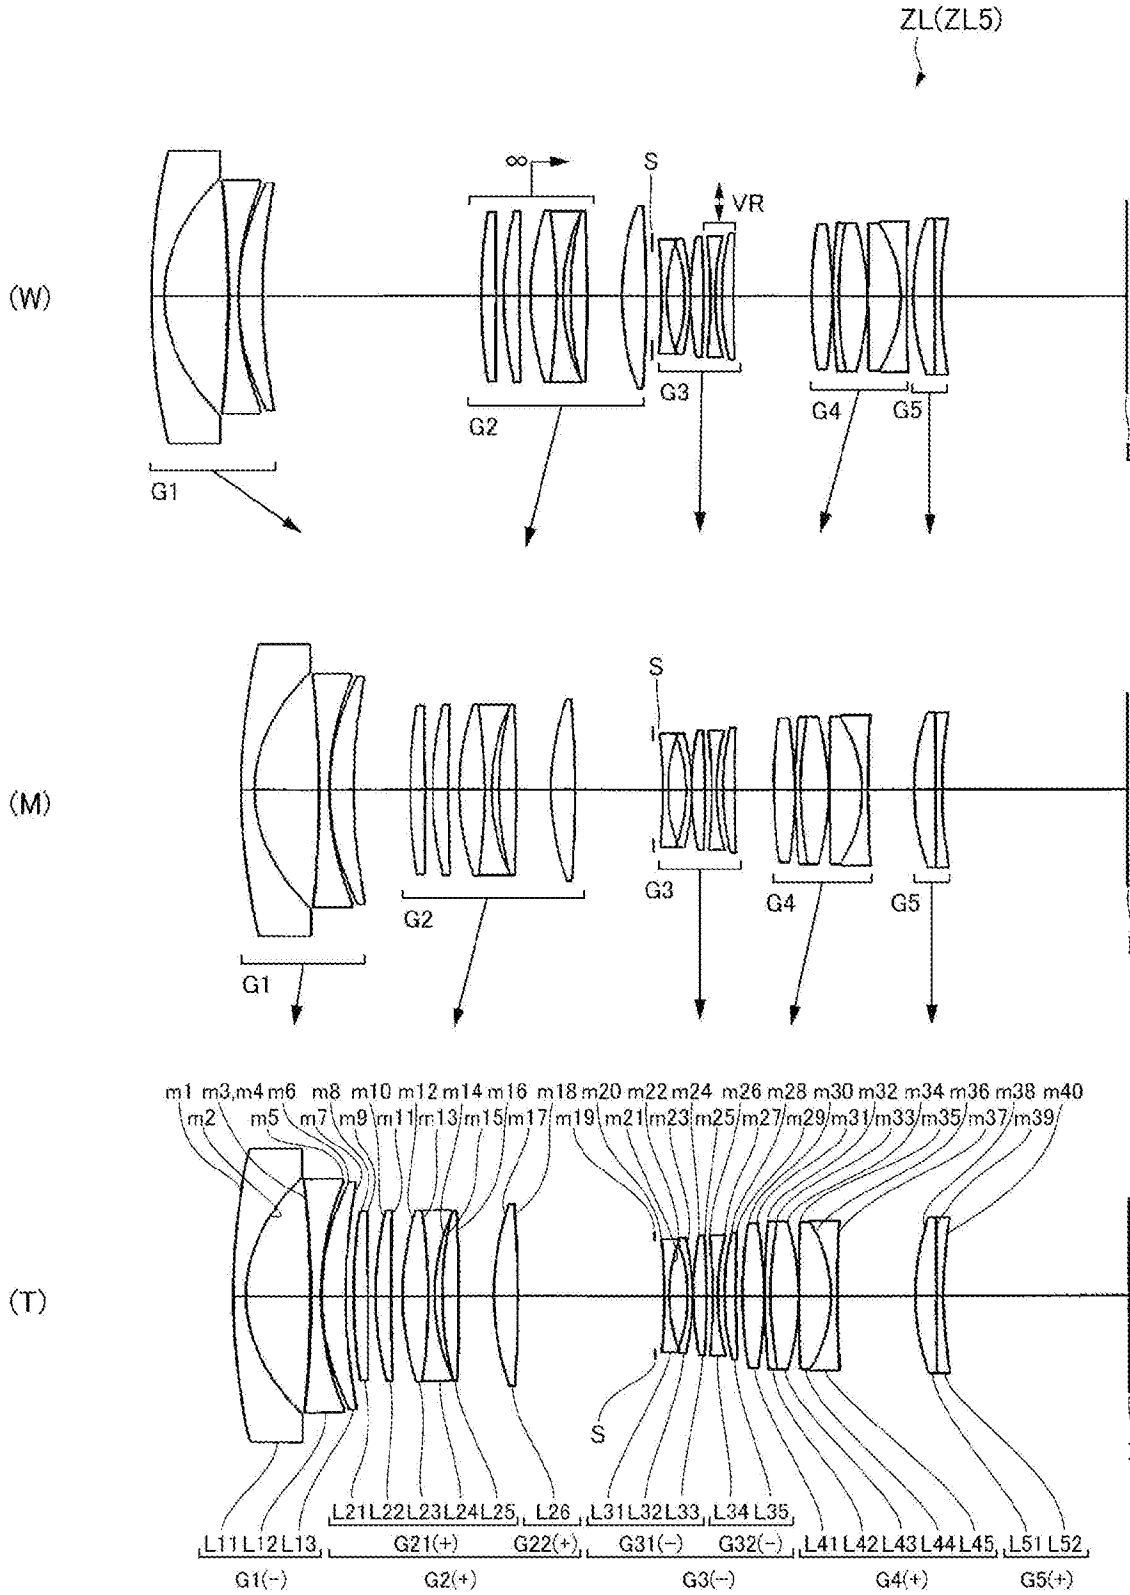 ZL(ZL5)
∞ S VR
(W)
G1 G2 G3 G4 G5
S
(M)
G1 G2 G3 G4 G5
m1 m3,m4 m6 m8 m10 m12 m14 m16 m18 m20 m22 m24 m26 m28 m30 m32 m34 m36 m38 m40
m2 m5 m7 m9 m11 m13 m15 m17 m19 m21 m23 m25 m27 m29 m31 m33 m35 m37 m39
(T)
S
L21 L22 L23 L24 L25 L26 L31 L32 L33 L34 L35
L11 L12 L13 G21(+) G22(+) G31(-) G32(-) L41 L42 L43 L44 L45 L51 L52
G1(-) G2(+) G3(-) G4(+) G5(+)